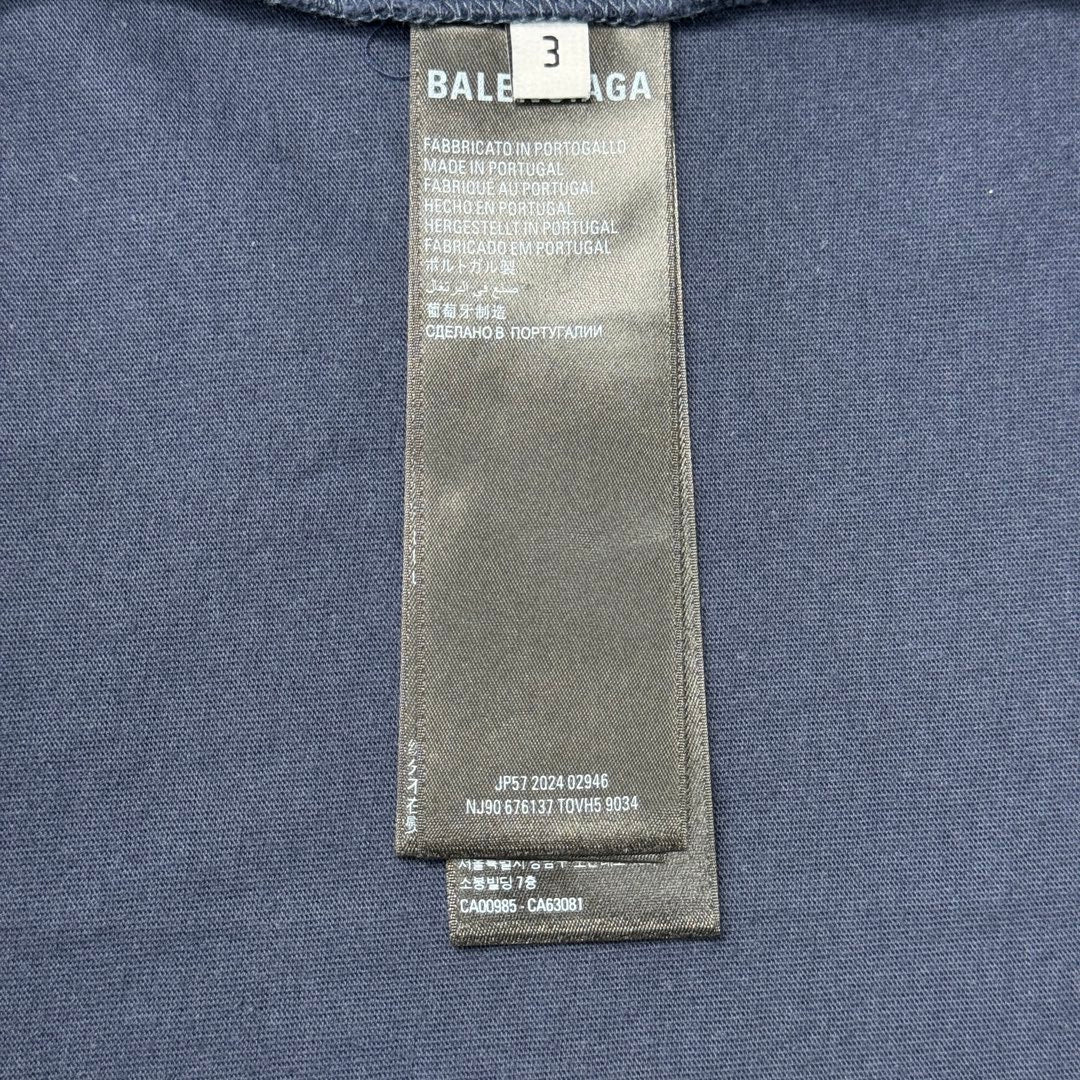 3
BALENCIAGA
FABBRICATO IN PORTOGALLO
MADE IN PORTUGAL
FABRIQUE AU PORTUGAL
HECHO EN PORTUGAL
HERGESTELLT IN PORTUGAL
FABRICADO EM PORTUGAL
ポルトガル製
صنع في البرتغال
葡萄牙制造
СДЕЛАНО В ПОРТУГАЛИИ
JP57 2024 02946
NJ90 676137 TOVH5 9034
소봉빌딩 7층
CA00985 - CA63081